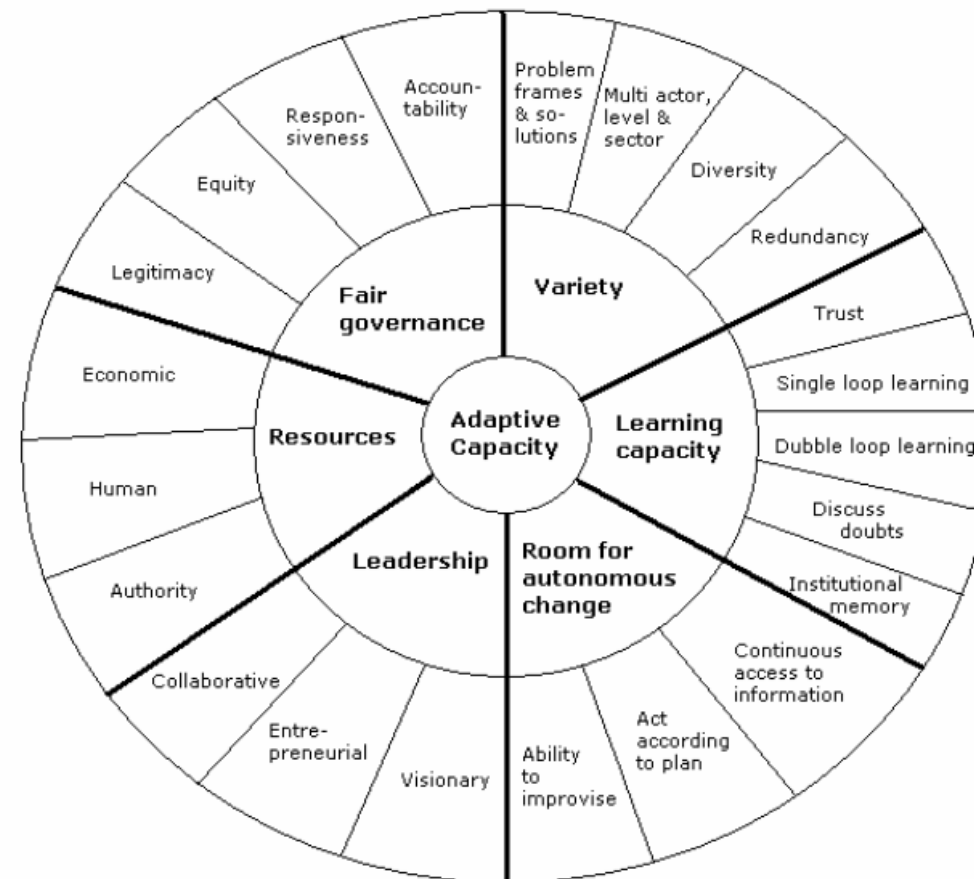 Adaptive
Capacity
Variety
Problem
frames
& so-
lutions
Multi actor,
level &
sector
Diversity
Redundancy
Learning
capacity
Trust
Single loop learning
Dubble loop learning
Discuss
doubts
Institutional
memory
Room for
autonomous
change
Continuous
access to
information
Act
according
to plan
Ability
to
improvise
Leadership
Visionary
Entre-
preneurial
Collaborative
Resources
Authority
Human
Economic
Fair
governance
Legitimacy
Equity
Respon-
siveness
Accoun-
tability